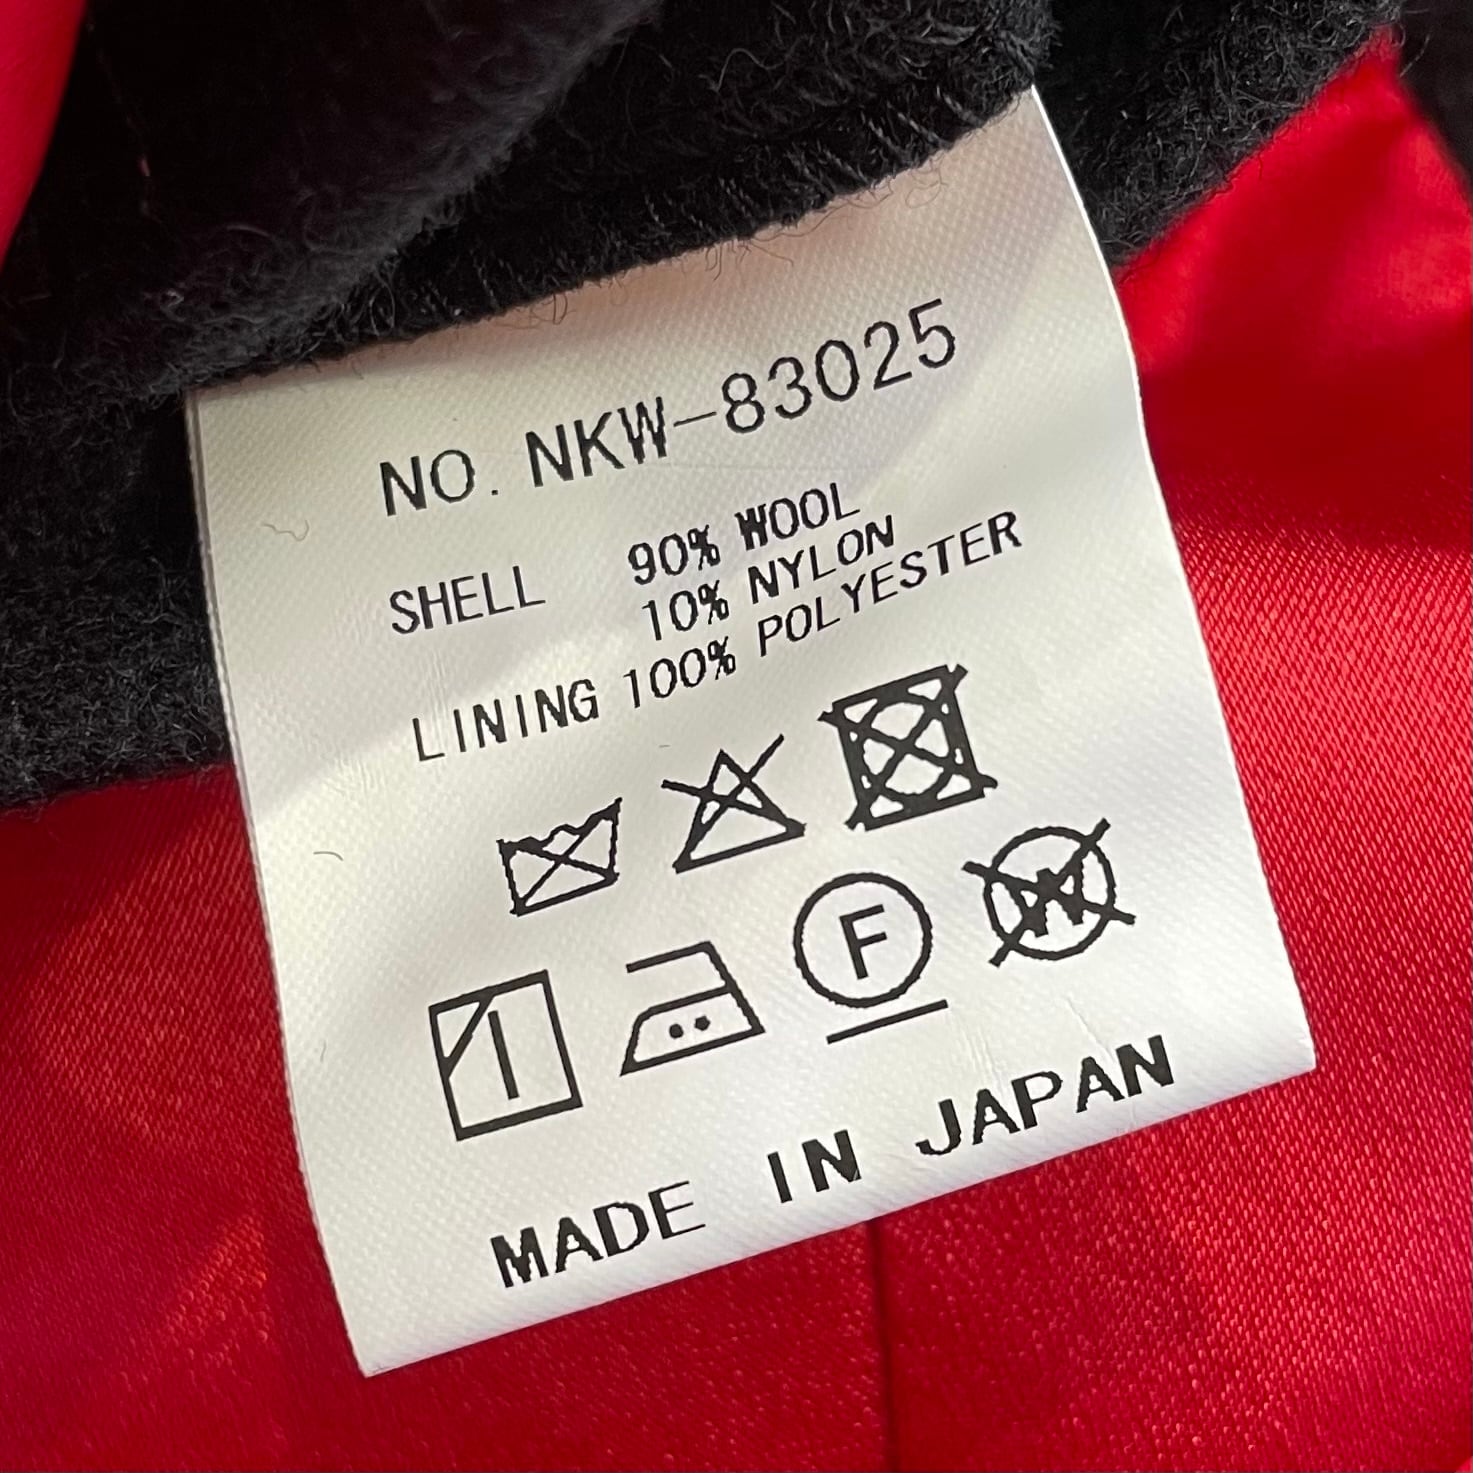 NO. NKW-83025
SHELL 90% WOOL
10% NYLON
LINING 100% POLYESTER
F
W
MADE IN JAPAN